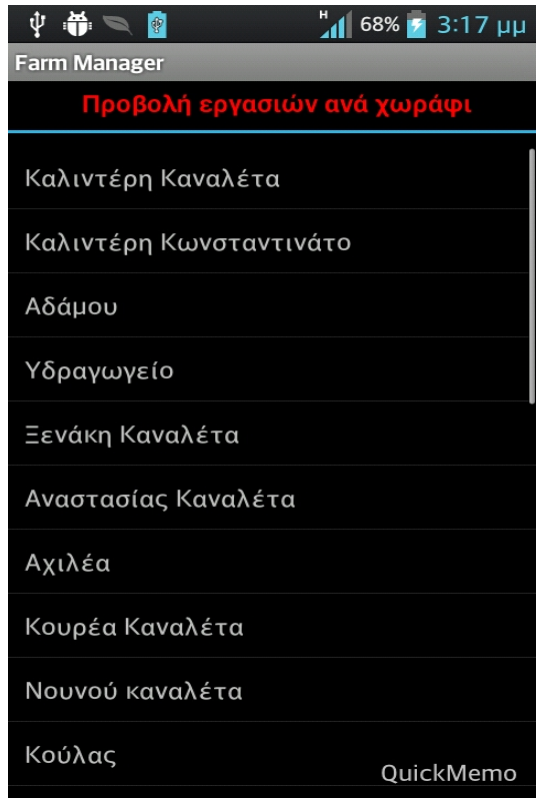 H 68% 3:17 μμ
Farm Manager
Προβολή εργασιών ανά χωράφι
Καλιντέρη Καναλέτα
Καλιντέρη Κωνσταντινάτο
Αδάμου
Υδραγωγείο
Ξενάκη Καναλέτα
Αναστασίας Καναλέτα
Αχιλέα
Κουρέα Καναλέτα
Νουνού καναλέτα
Κούλας
QuickMemo